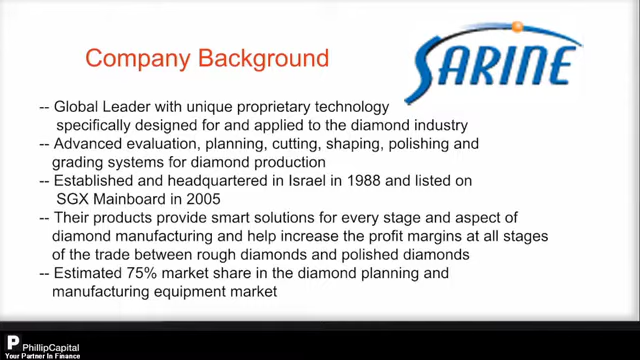 Company Background
SARINE
-- Global Leader with unique proprietary technology
specifically designed for and applied to the diamond industry
-- Advanced evaluation, planning, cutting, shaping, polishing and
grading systems for diamond production
-- Established and headquartered in Israel in 1988 and listed on
SGX Mainboard in 2005
-- Their products provide smart solutions for every stage and aspect of
diamond manufacturing and help increase the profit margins at all stages
of the trade between rough diamonds and polished diamonds
-- Estimated 75% market share in the diamond planning and
manufacturing equipment market
P PhillipCapital
Your Partner In Finance